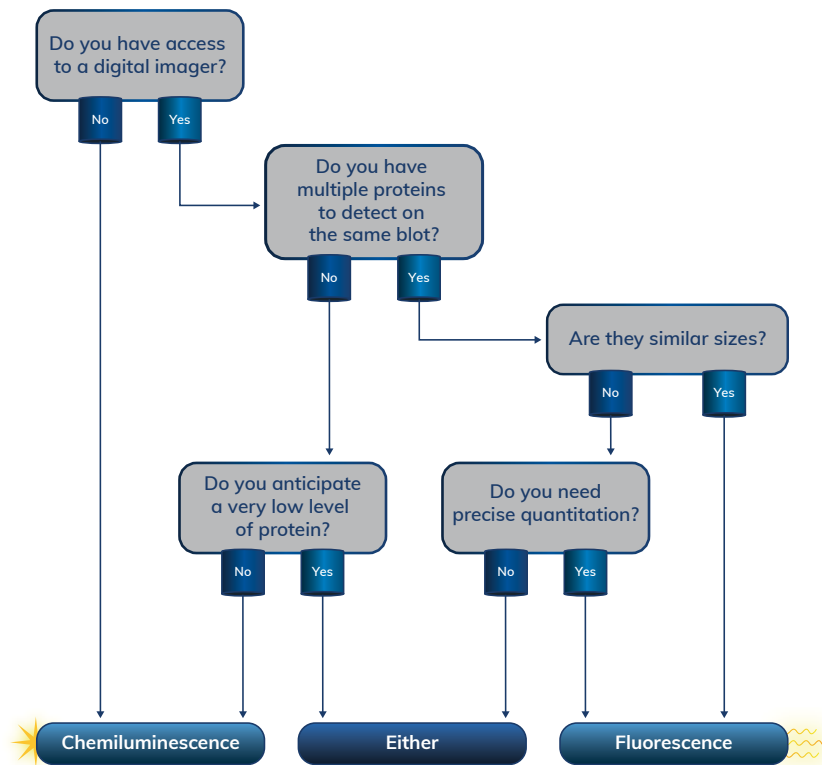 Do you have access
to a digital imager?
No
Yes
Do you have
multiple proteins
to detect on
the same blot?
No
Yes
Are they similar sizes?
No
Yes
Do you anticipate
a very low level
of protein?
No
Yes
Do you need
precise quantitation?
No
Yes
Chemiluminescence
Either
Fluorescence